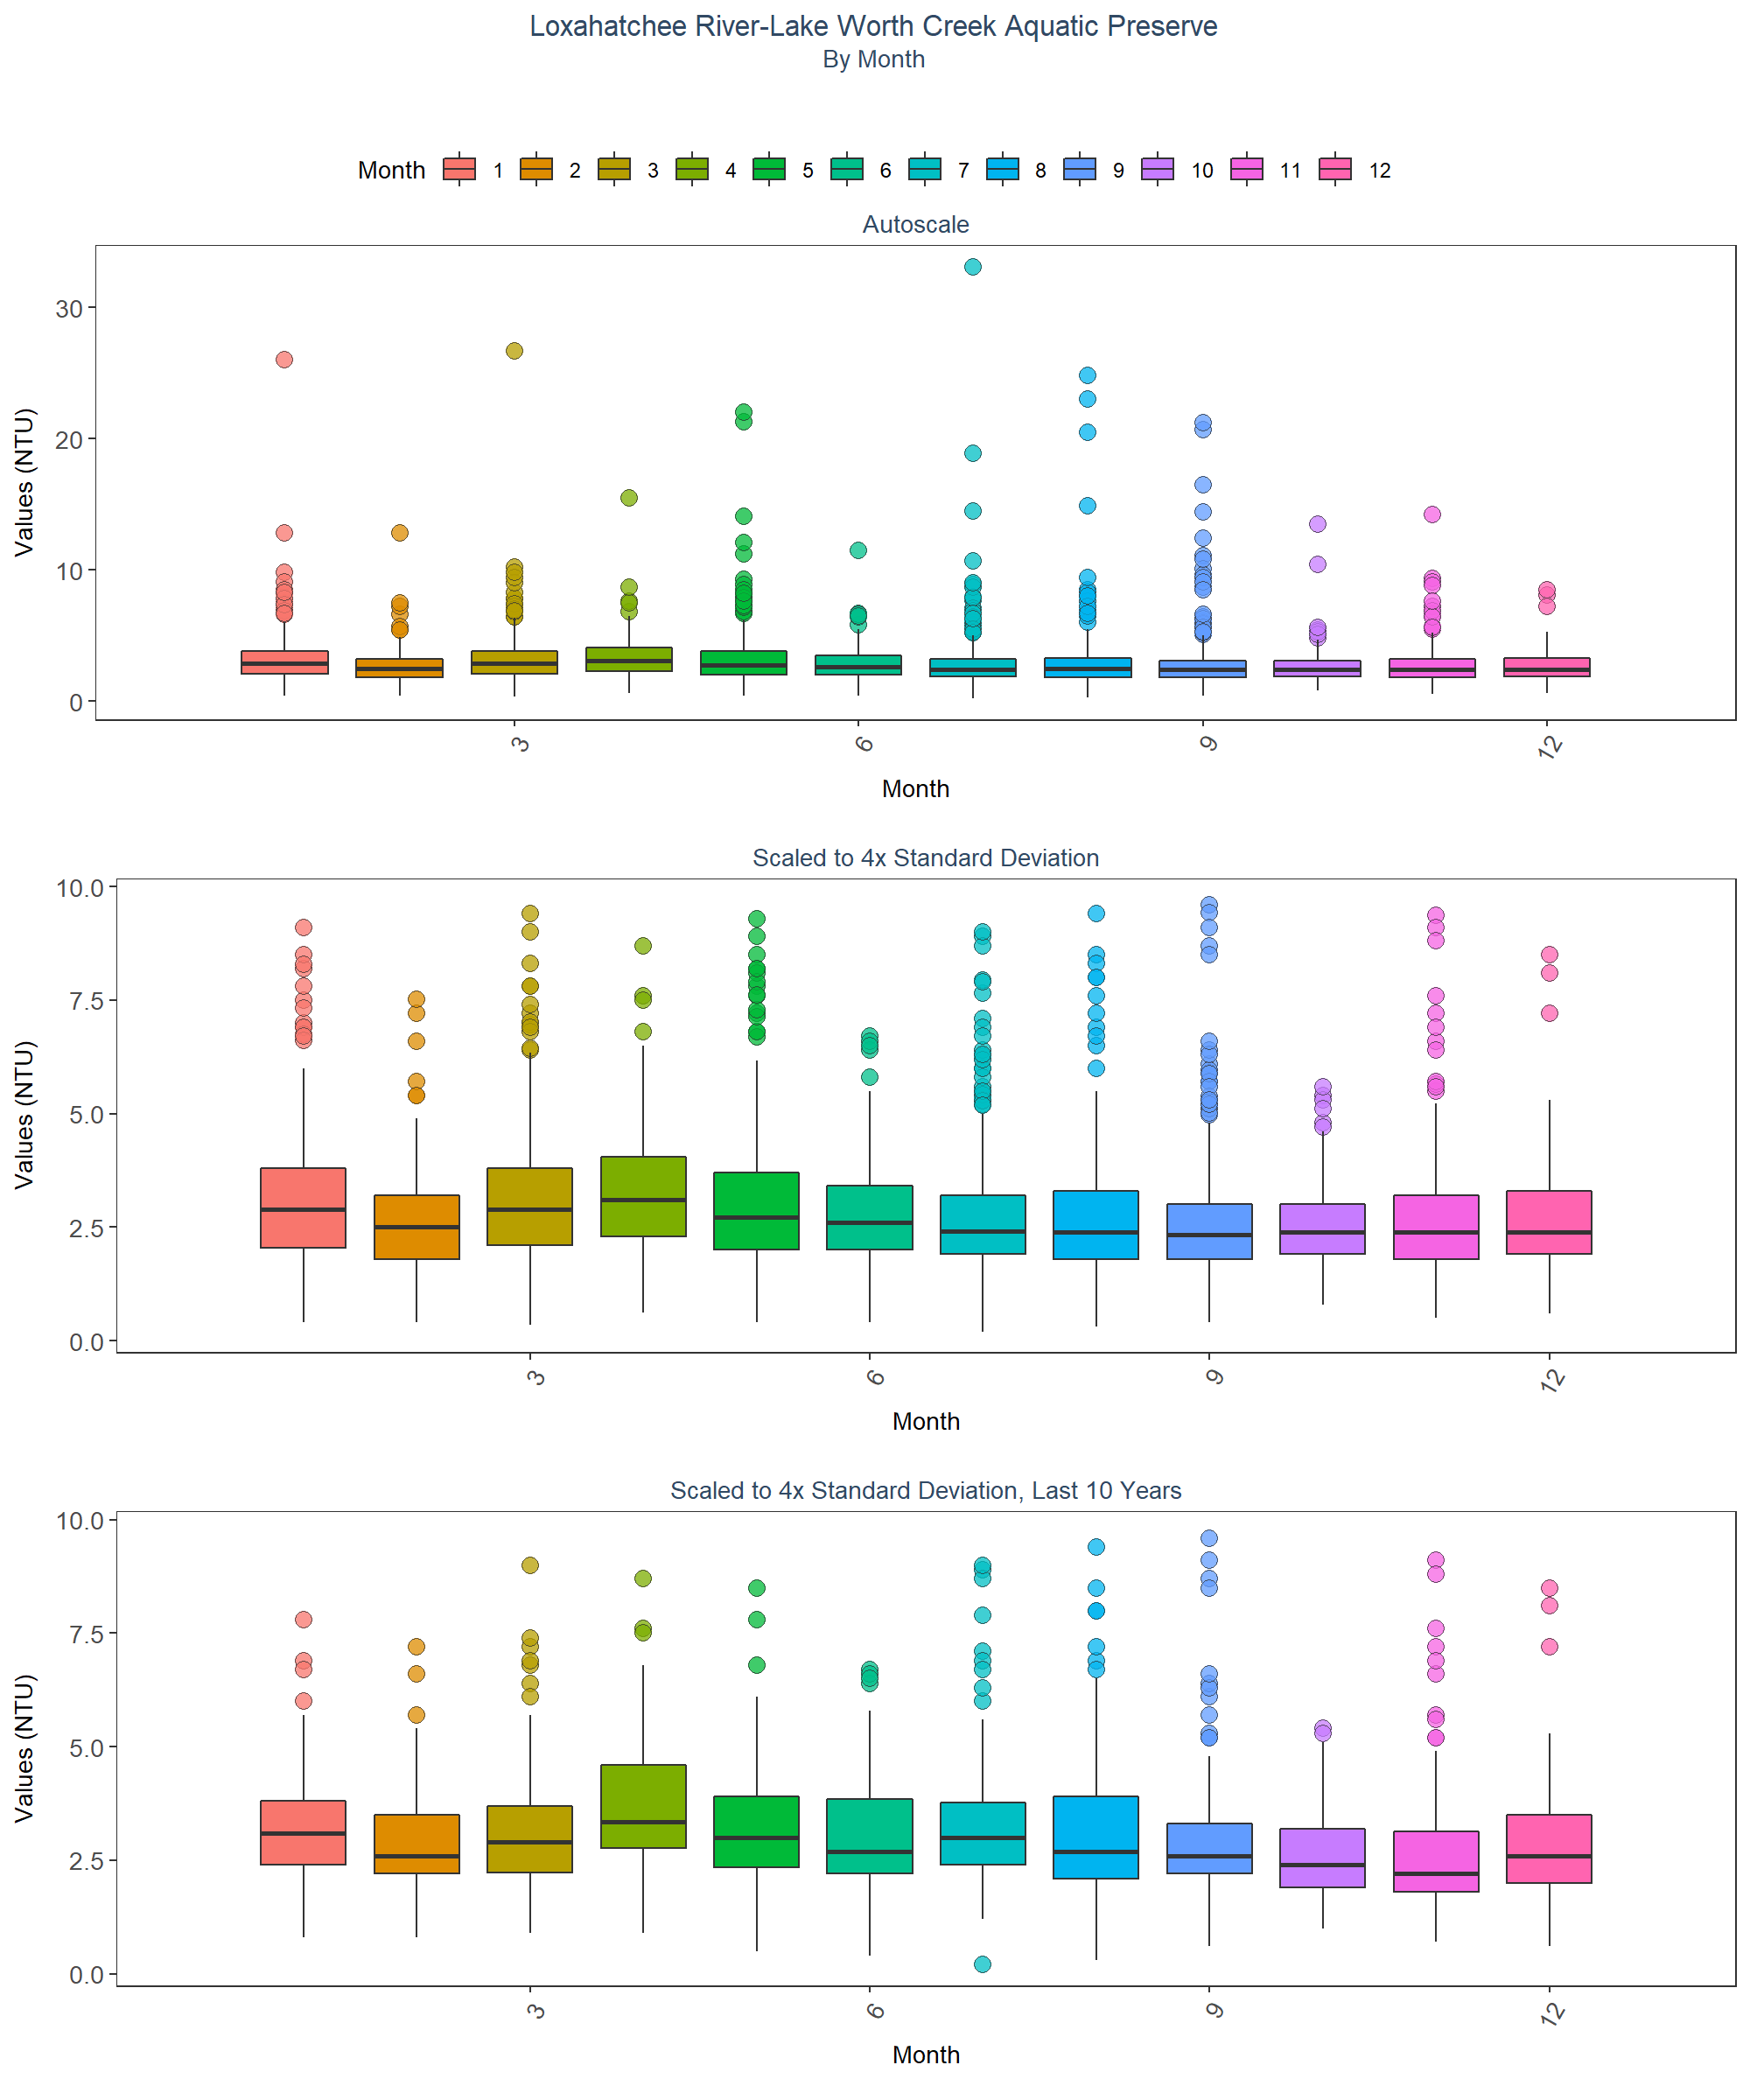 Loxahatchee River-Lake Worth Creek Aquatic Preserve
By Month
Month 1 2 3 4 5 6 7 8 9 10 11 12
Autoscale
Values (NTU)
30
20
10
0
3 6 9 12
Month
Scaled to 4x Standard Deviation
Values (NTU)
10.0
7.5
5.0
2.5
0.0
3 6 9 12
Month
Scaled to 4x Standard Deviation, Last 10 Years
Values (NTU)
10.0
7.5
5.0
2.5
0.0
3 6 9 12
Month